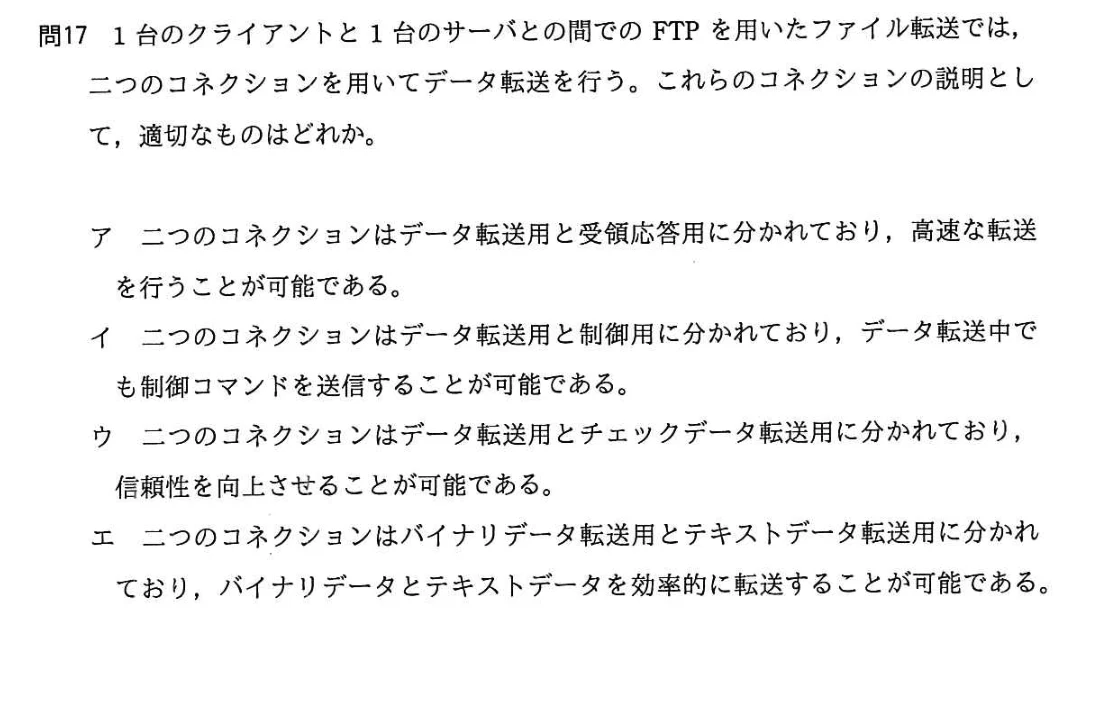 問17 1台のクライアントと1台のサーバとの間での FTP を用いたファイル転送では，
二つのコネクションを用いてデータ転送を行う。これらのコネクションの説明とし
て，適切なものはどれか。
ア 二つのコネクションはデータ転送用と受領応答用に分かれており，高速な転送
を行うことが可能である。
イ 二つのコネクションはデータ転送用と制御用に分かれており，データ転送中で
も制御コマンドを送信することが可能である。
ウ 二つのコネクションはデータ転送用とチェックデータ転送用に分かれており，
信頼性を向上させることが可能である。
エ 二つのコネクションはバイナリデータ転送用とテキストデータ転送用に分かれ
ており，バイナリデータとテキストデータを効率的に転送することが可能である。